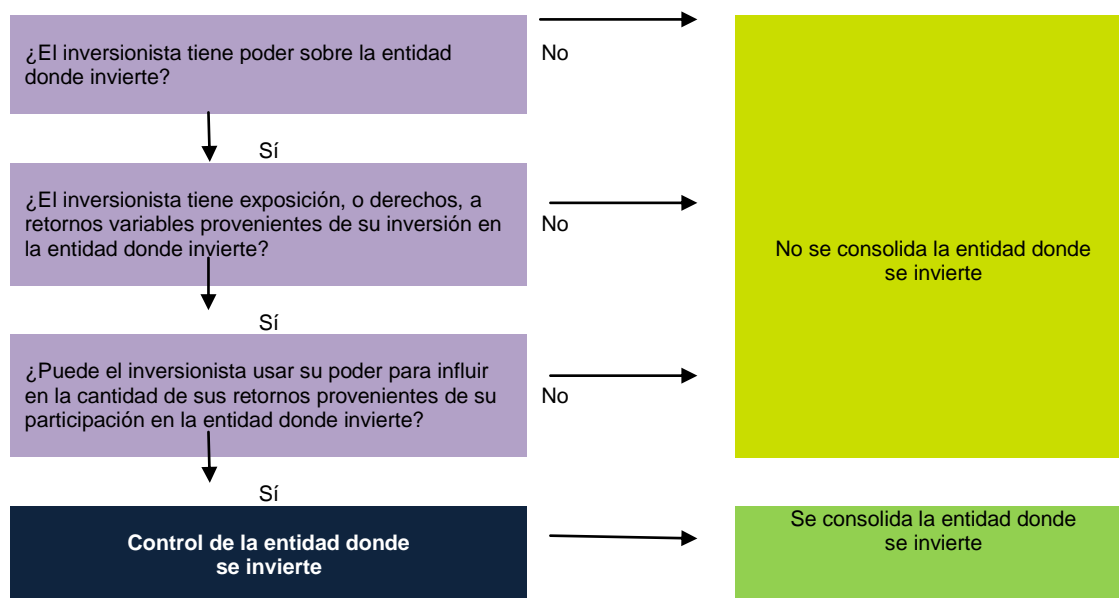 ¿El inversionista tiene poder sobre la entidad
donde invierte?
No
Sí
¿El inversionista tiene exposición, o derechos, a
retornos variables provenientes de su inversión en
la entidad donde invierte?
No
Sí
No se consolida la entidad donde
se invierte
¿Puede el inversionista usar su poder para influir
en la cantidad de sus retornos provenientes de su
participación en la entidad donde invierte?
No
Sí
Control de la entidad donde
se invierte
Se consolida la entidad donde
se invierte